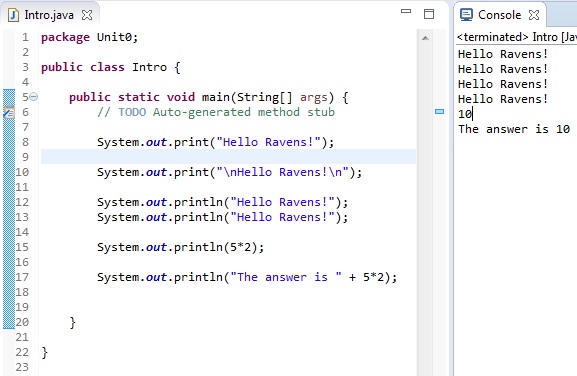 Intro.java
1 package Unit0;
2
3 public class Intro {
4
5 public static void main(String[] args) {
6 // TODO Auto-generated method stub
7
8 System.out.print("Hello Ravens!");
9
10 System.out.print("\nHello Ravens!\n");
11
12 System.out.println("Hello Ravens!");
13 System.out.println("Hello Ravens!");
14
15 System.out.println(5*2);
16
17 System.out.println("The answer is " + 5*2);
18
19
20 }
21
22 }
23
Console
<terminated> Intro [Jav
Hello Ravens!
Hello Ravens!
Hello Ravens!
Hello Ravens!
10
The answer is 10